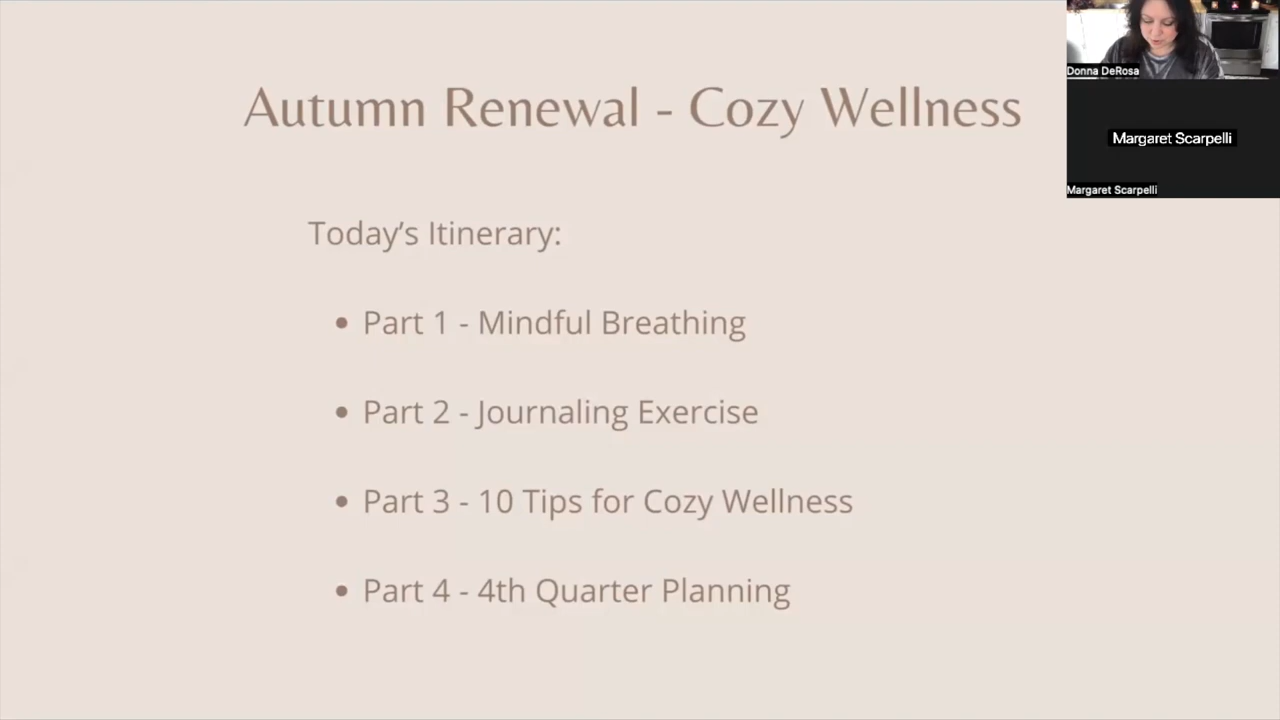 Autumn Renewal - Cozy Wellness
Today's Itinerary:
• Part 1 - Mindful Breathing
• Part 2 - Journaling Exercise
• Part 3 - 10 Tips for Cozy Wellness
• Part 4 - 4th Quarter Planning
Donna DeRosa
Margaret Scarpelli
Margaret Scarpelli